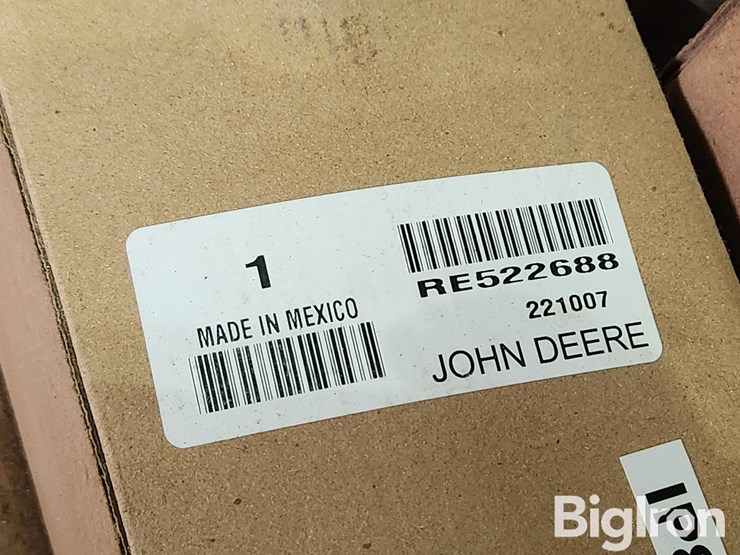 1
MADE IN MEXICO
RE522688
221007
JOHN DEERE
BigIron